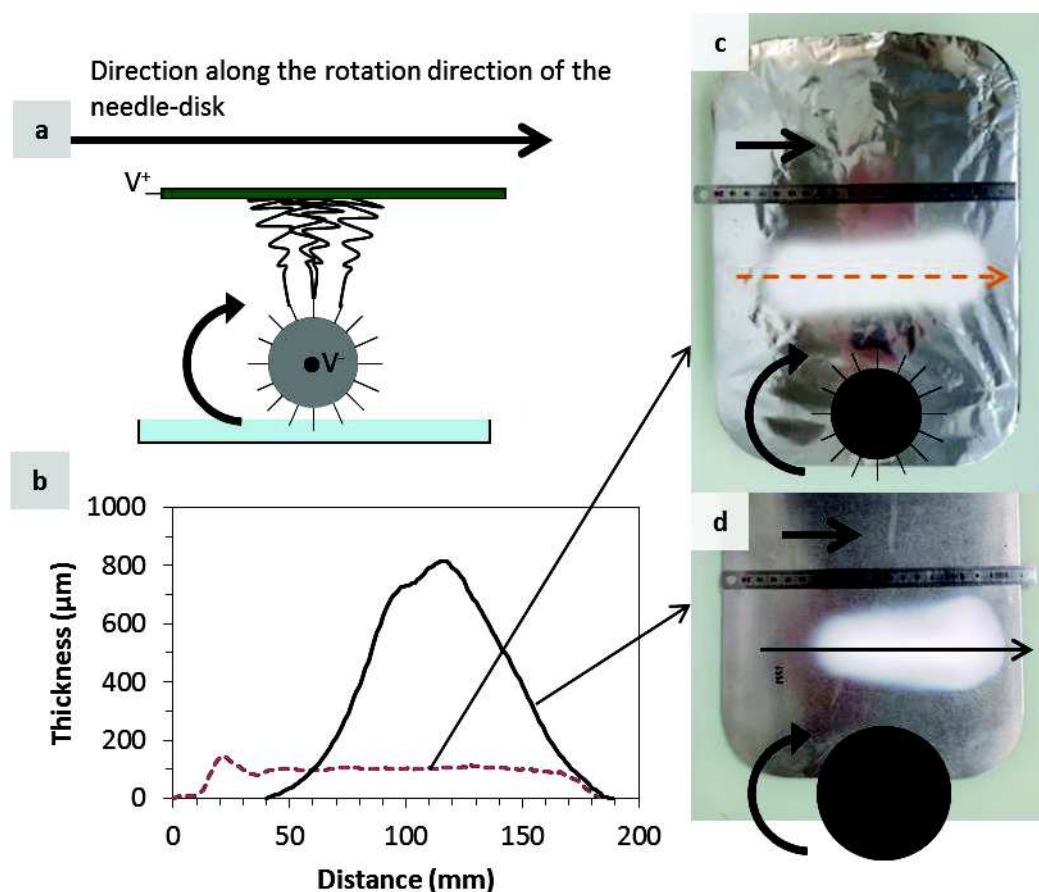 a
Direction along the rotation direction of the
needle-disk
V+
V-
b
Thickness (µm)
1000
800
600
400
200
0
0 50 100 150 200
Distance (mm)
c
d